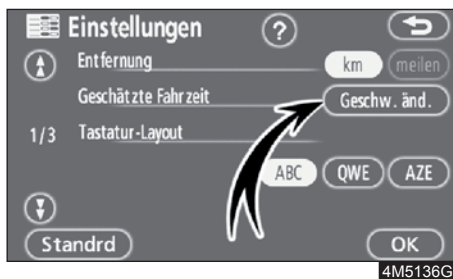 Einstellungen ?
Entfernung km meilen
Geschätzte Fahrzeit Geschw. änd.
1/3 Tastatur-Layout
ABC QWE AZE
Standrd OK
4M5136G